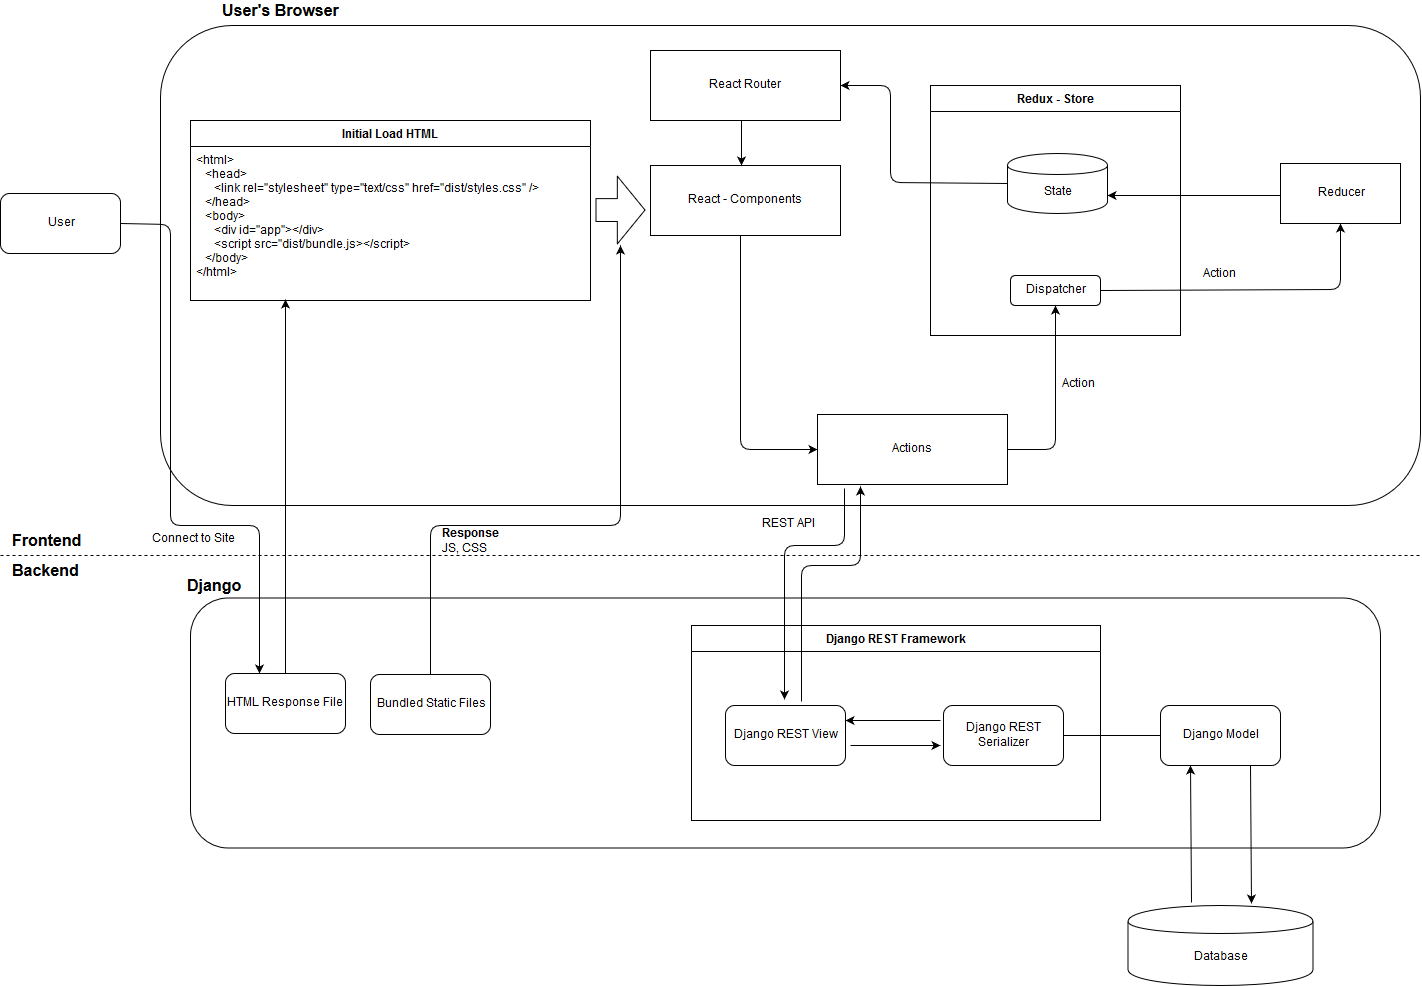 User's Browser
React Router
Redux - Store
Initial Load HTML
<html>
<head>
<link rel="stylesheet" type="text/css" href="dist/styles.css" />
</head>
<body>
<div id="app"></div>
<script src="dist/bundle.js></script>
</body>
</html>
User
React - Components
State
Reducer
Dispatcher
Action
Action
Actions
REST API
Response
JS, CSS
Connect to Site
Frontend
Backend
Django
Django REST Framework
HTML Response File
Bundled Static Files
Django REST View
Django REST
Serializer
Django Model
Database